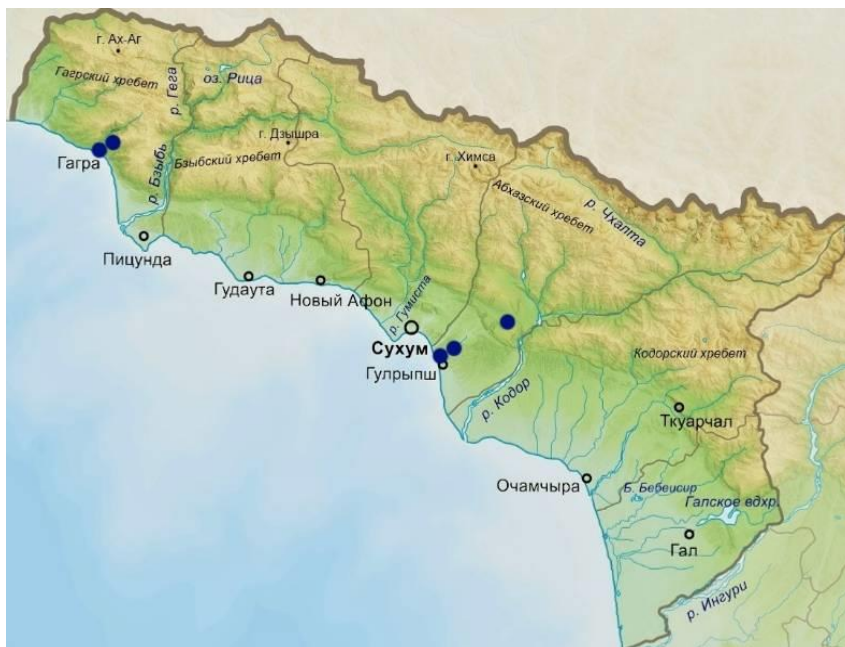 г. Ах-Аг
Гагрский хребет
р. Гега
оз. Рица
г. Дзышра
Гагра
р. Бзыбь
Бзыбский хребет
г. Химса
Абхазский хребет
р. Чхалта
Пицунда
Гудаута
Новый Афон
р. Гумиста
Сухум
Гулрыпш
р. Кодор
Кодорский хребет
Ткуарчал
Очамчыра
Б. Бебеисир
Галское вдхр.
Гал
р. Ингури